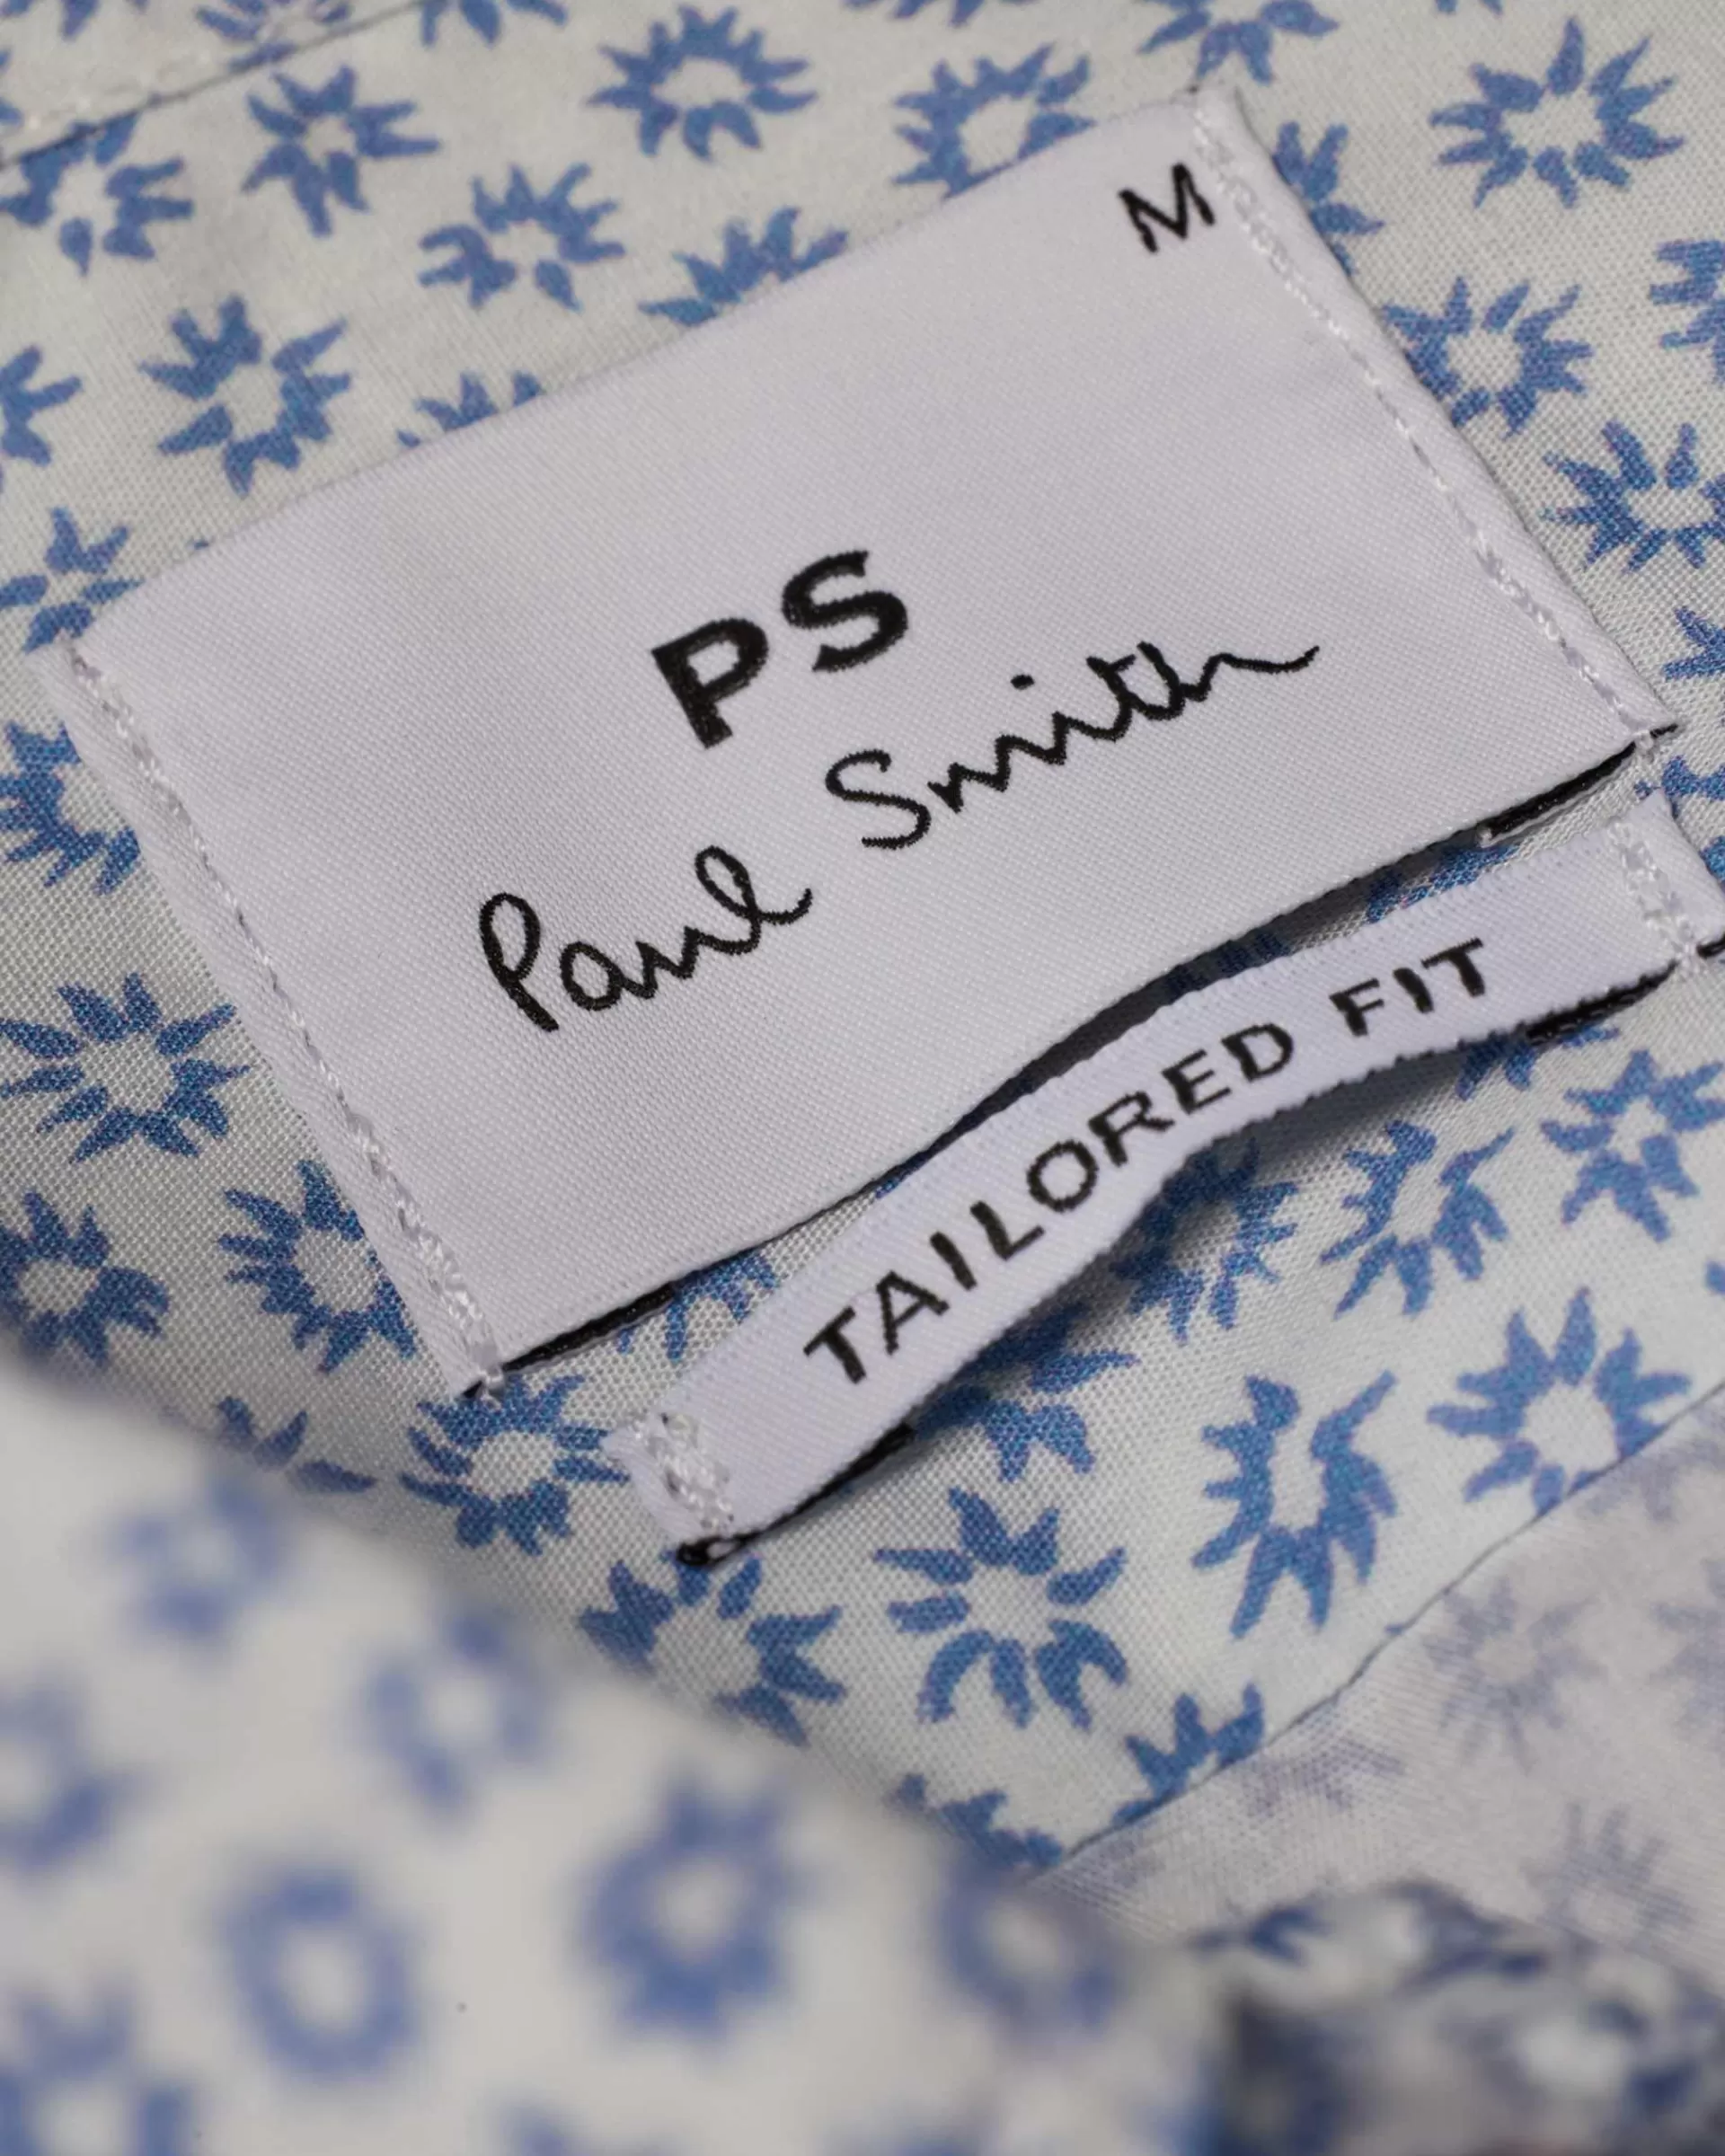 M
PS
Paul Smith
TAILORED FIT